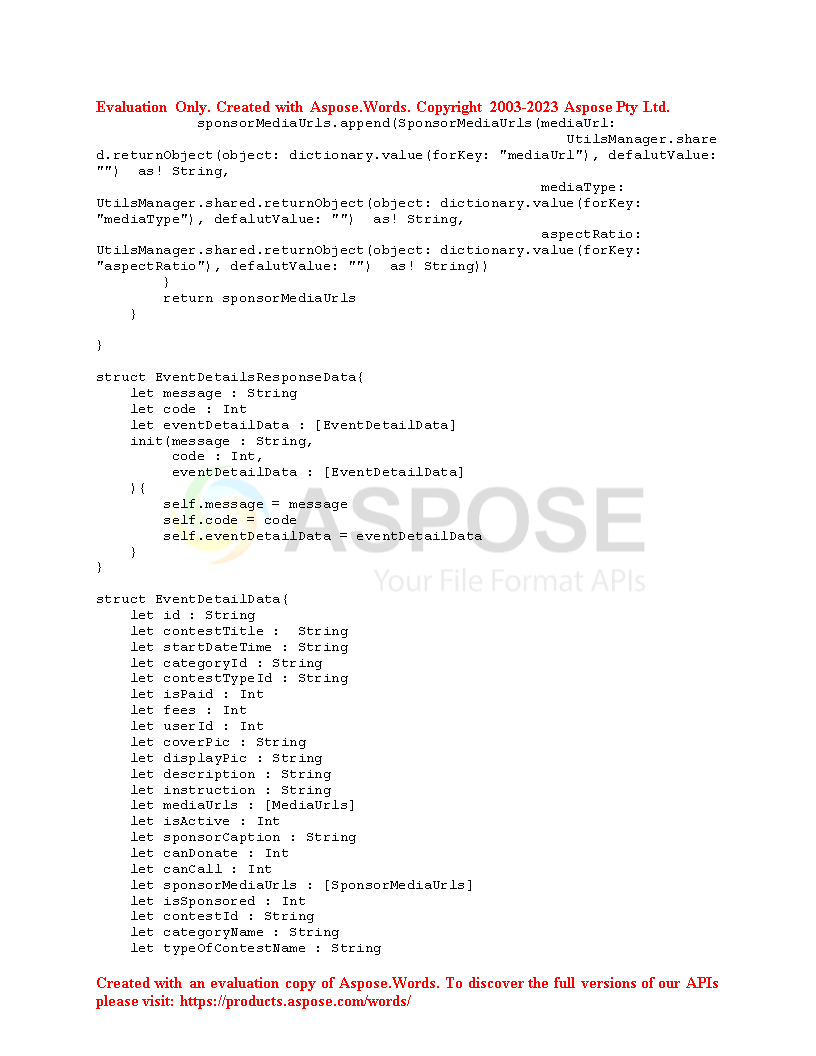 Evaluation Only. Created with Aspose.Words. Copyright 2003-2023 Aspose Pty Ltd.
            sponsorMediaUrls.append(SponsorMediaUrls(mediaUrl:
                                                        UtilsManager.share
d.returnObject(object: dictionary.value(forKey: "mediaUrl"), defalutValue:
"")  as! String,
                                                     mediaType:
UtilsManager.shared.returnObject(object: dictionary.value(forKey:
"mediaType"), defalutValue: "")  as! String,
                                                     aspectRatio:
UtilsManager.shared.returnObject(object: dictionary.value(forKey:
"aspectRatio"), defalutValue: "")  as! String))
        }
        return sponsorMediaUrls
    }

}

struct EventDetailsResponseData{
    let message : String
    let code : Int
    let eventDetailData : [EventDetailData]
    init(message : String,
         code : Int,
         eventDetailData : [EventDetailData]
    ){
        self.message = message
        self.code = code
        self.eventDetailData = eventDetailData
    }
}
ASPOSE
Your File Format APIs

struct EventDetailData{
    let id : String
    let contestTitle :  String
    let startDateTime : String
    let categoryId : String
    let contestTypeId : String
    let isPaid : Int
    let fees : Int
    let userId : Int
    let coverPic : String
    let displayPic : String
    let description : String
    let instruction : String
    let mediaUrls : [MediaUrls]
    let isActive : Int
    let sponsorCaption : String
    let canDonate : Int
    let canCall : Int
    let sponsorMediaUrls : [SponsorMediaUrls]
    let isSponsored : Int
    let contestId : String
    let categoryName : String
    let typeOfContestName : String

Created with an evaluation copy of Aspose.Words. To discover the full versions of our APIs
please visit: https://products.aspose.com/words/